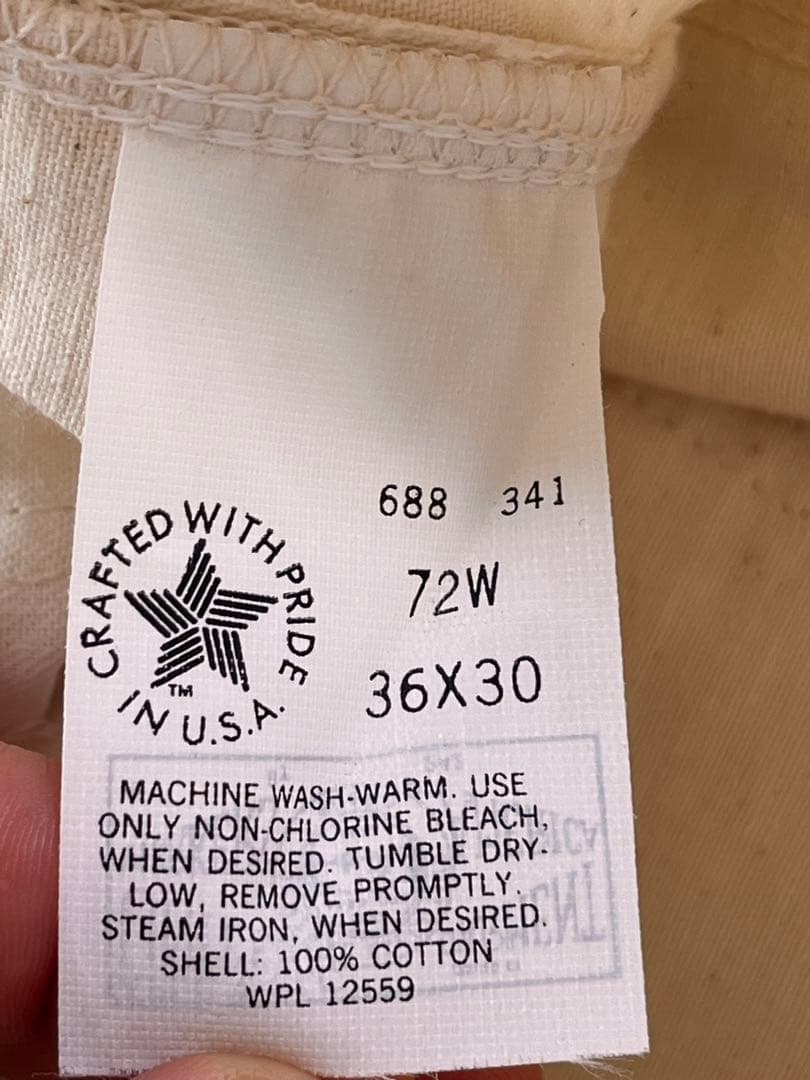 688 341
72W
36X30
CRAFTED WITH PRIDE
IN U.S.A.
TM
MACHINE WASH-WARM. USE
ONLY NON-CHLORINE BLEACH,
WHEN DESIRED. TUMBLE DRY-
LOW, REMOVE PROMPTLY.
STEAM IRON, WHEN DESIRED.
SHELL: 100% COTTON
WPL 12559